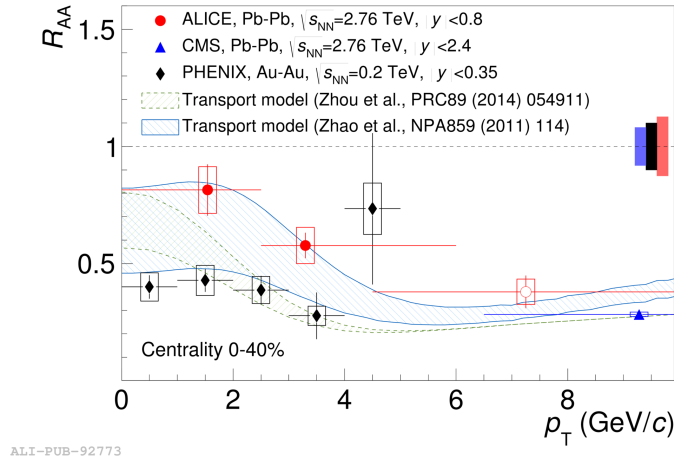 R_AA
1.5
1
0.5
ALICE, Pb-Pb, √s_NN=2.76 TeV, |y|<0.8
CMS, Pb-Pb, √s_NN=2.76 TeV, |y|<2.4
PHENIX, Au-Au, √s_NN=0.2 TeV, |y|<0.35
Transport model (Zhou et al., PRC89 (2014) 054911)
Transport model (Zhao et al., NPA859 (2011) 114)
Centrality 0-40%
0 2 4 6 8
p_T (GeV/c)
ALI-PUB-92773